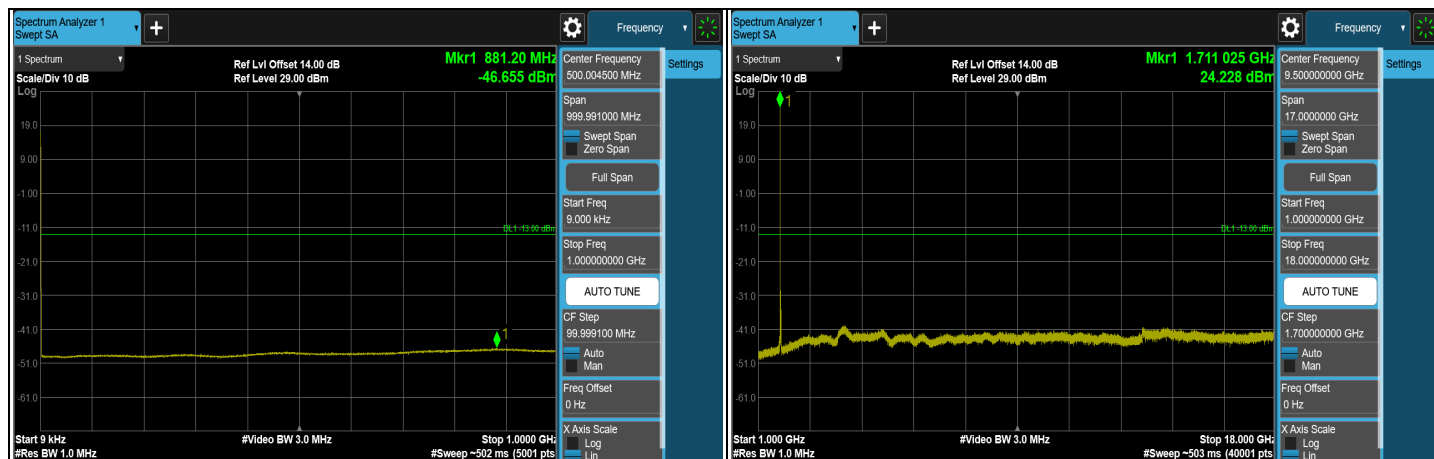 Spectrum Analyzer 1
Swept SA
+
Frequency
1 Spectrum
Scale/Div 10 dB
Log
Ref Lvl Offset 14.00 dB
Ref Level 29.00 dBm
Mkr1 881.20 MHz
-46.655 dBm
1
19.0
9.00
-1.00
-11.0
-21.0
-31.0
-41.0
-51.0
-61.0
DL1 -13.00 dBm
Start 9 kHz
#Res BW 1.0 MHz
#Video BW 3.0 MHz
Stop 1.0000 GHz
#Sweep ~502 ms (5001 pts
Center Frequency
500.004500 MHz
Settings
Span
999.991000 MHz
Swept Span
Zero Span
Full Span
Start Freq
9.000 kHz
Stop Freq
1.000000000 GHz
AUTO TUNE
CF Step
99.999100 MHz
Auto
Man
Freq Offset
0 Hz
X Axis Scale
Log
Lin
Spectrum Analyzer 1
Swept SA
+
Frequency
1 Spectrum
Scale/Div 10 dB
Log
Ref Lvl Offset 14.00 dB
Ref Level 29.00 dBm
Mkr1 1.711 025 GHz
24.228 dBm
1
19.0
9.00
-1.00
-11.0
-21.0
-31.0
-41.0
-51.0
-61.0
DL1 -13.00 dBm
Start 1.000 GHz
#Res BW 1.0 MHz
#Video BW 3.0 MHz
Stop 18.000 GHz
#Sweep ~503 ms (40001 pts
Center Frequency
9.500000000 GHz
Settings
Span
17.0000000 GHz
Swept Span
Zero Span
Full Span
Start Freq
1.000000000 GHz
Stop Freq
18.000000000 GHz
AUTO TUNE
CF Step
1.700000000 GHz
Auto
Man
Freq Offset
0 Hz
X Axis Scale
Log
Lin